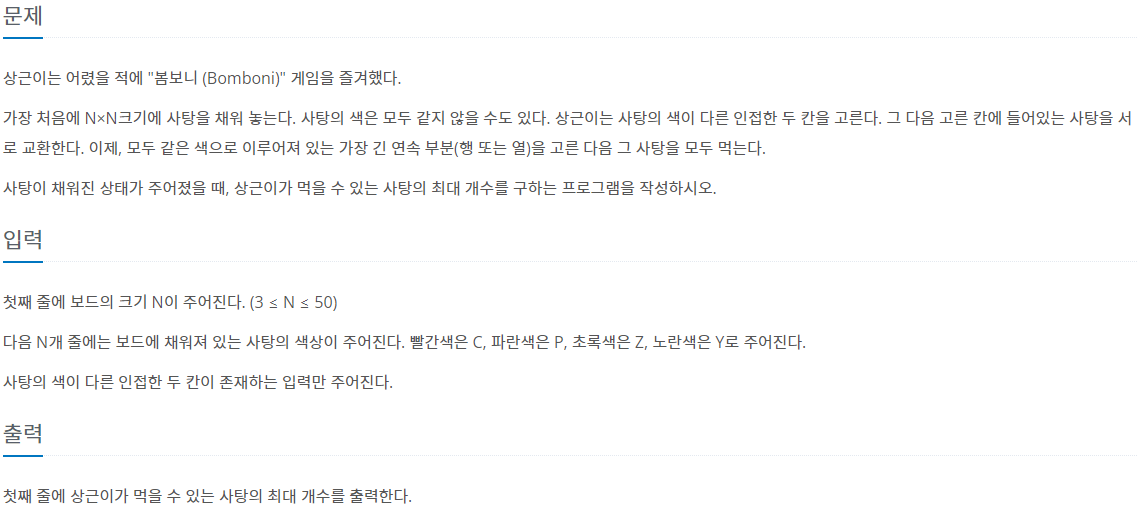 문제
상근이는 어렸을 적에 "봄보니 (Bomboni)" 게임을 즐겨했다.
가장 처음에 N×N크기에 사탕을 채워 놓는다. 사탕의 색은 모두 같지 않을 수도 있다. 상근이는 사탕의 색이 다른 인접한 두 칸을 고른다. 그 다음 고른 칸에 들어있는 사탕을 서
로 교환한다. 이제, 모두 같은 색으로 이루어져 있는 가장 긴 연속 부분(행 또는 열)을 고른 다음 그 사탕을 모두 먹는다.
사탕이 채워진 상태가 주어졌을 때, 상근이가 먹을 수 있는 사탕의 최대 개수를 구하는 프로그램을 작성하시오.
입력
첫째 줄에 보드의 크기 N이 주어진다. (3 ≤ N ≤ 50)
다음 N개 줄에는 보드에 채워져 있는 사탕의 색상이 주어진다. 빨간색은 C, 파란색은 P, 초록색은 Z, 노란색은 Y로 주어진다.
사탕의 색이 다른 인접한 두 칸이 존재하는 입력만 주어진다.
출력
첫째 줄에 상근이가 먹을 수 있는 사탕의 최대 개수를 출력한다.